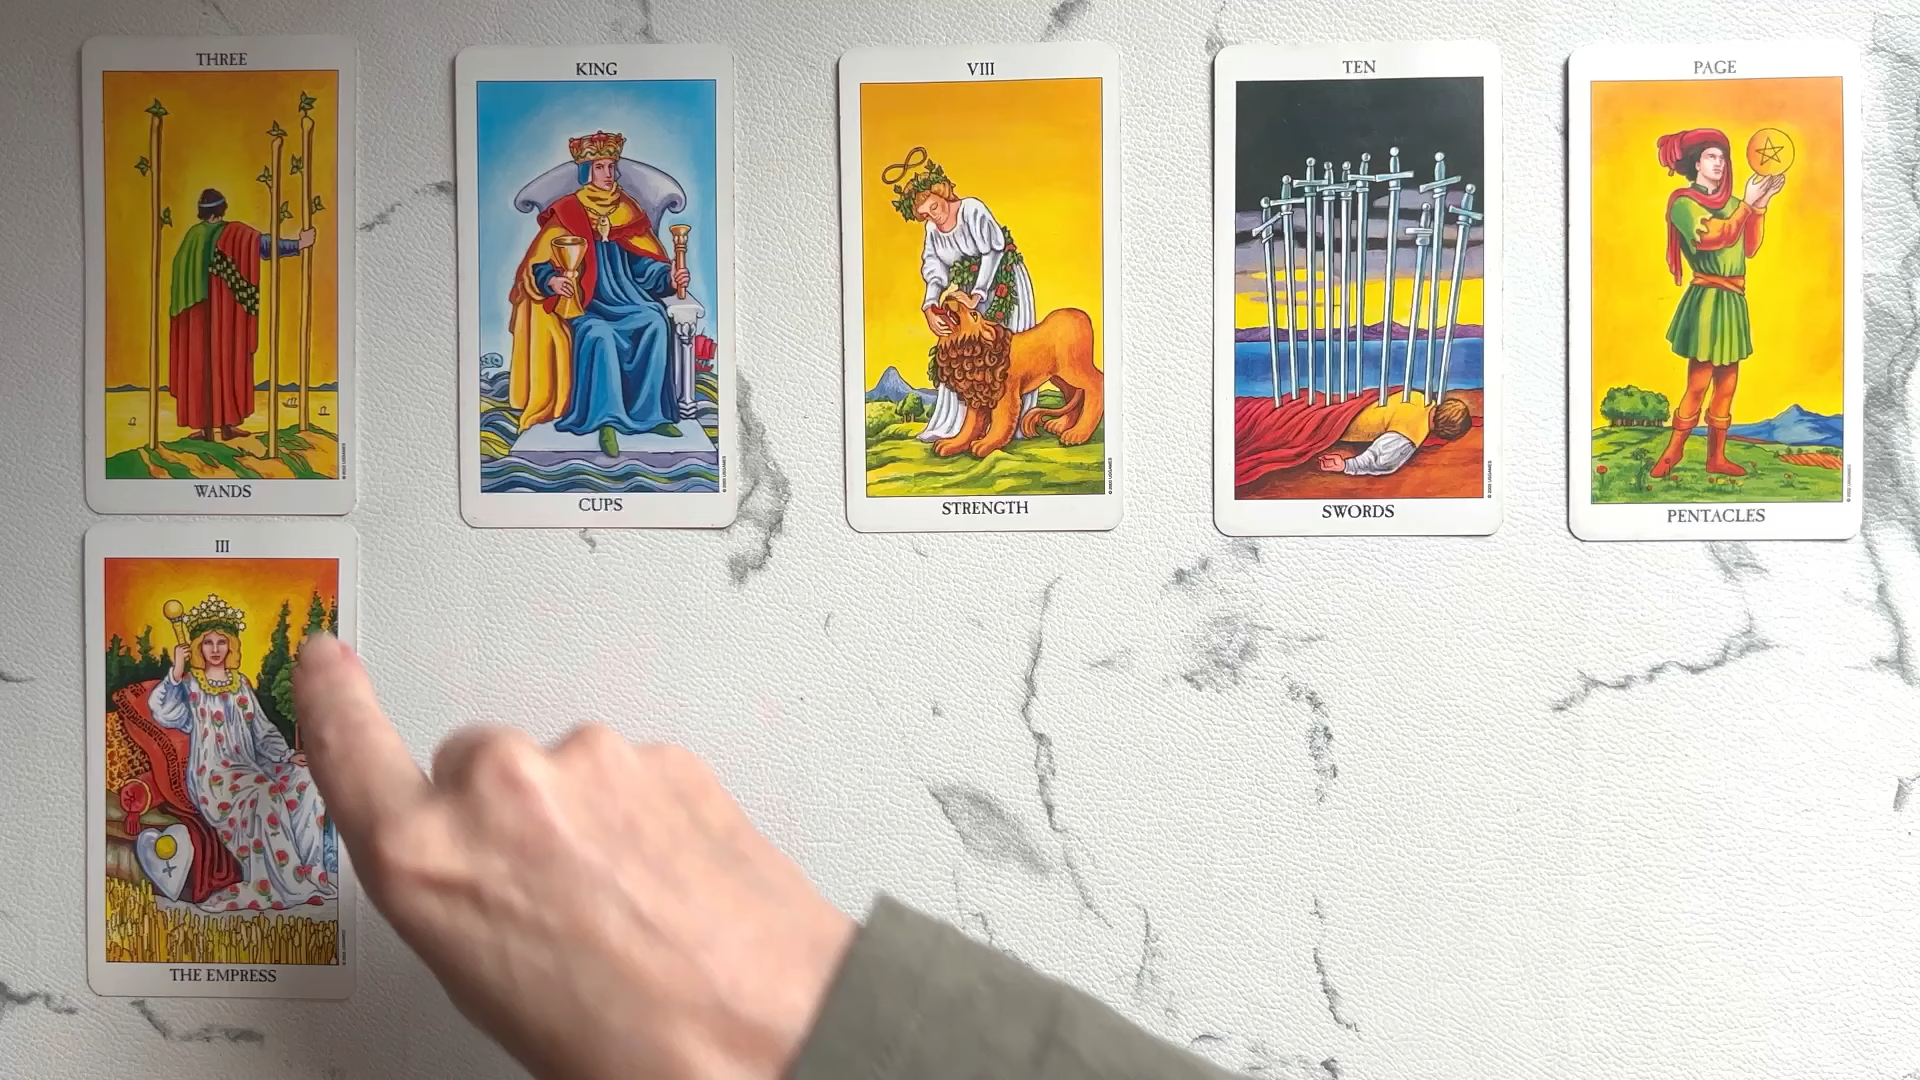 THREE
WANDS
KING
CUPS
VIII
STRENGTH
TEN
SWORDS
PAGE
PENTACLES
III
THE EMPRESS